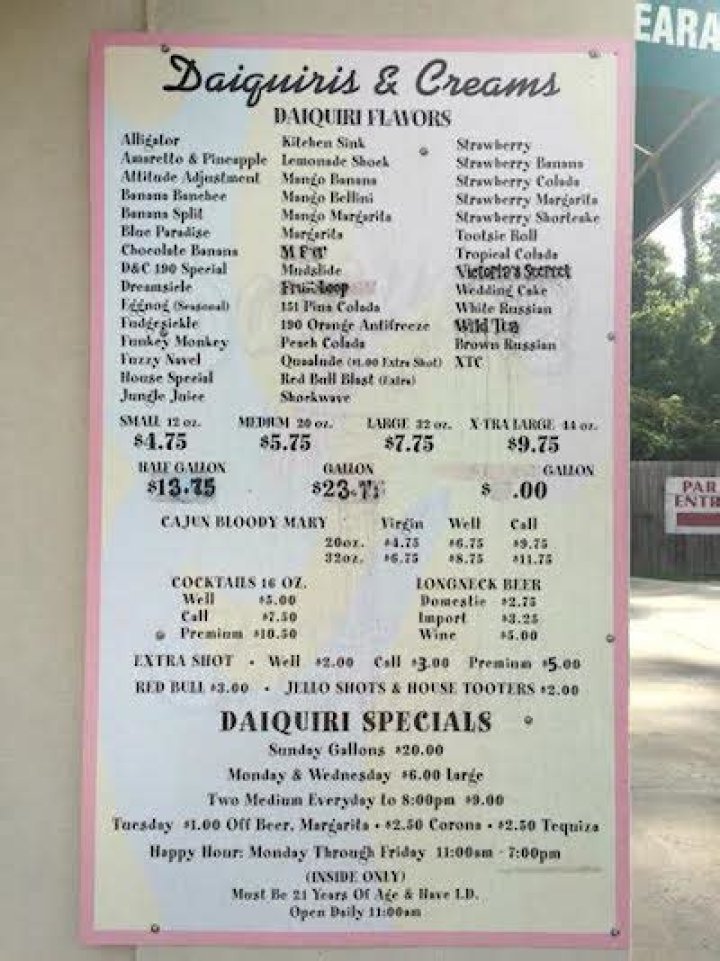 EARA
Daiquiris & Creams
DAIQUIRI FLAVORS
Alligator
Amaretto & Pineapple
Attitude Adjustment
Banana Banchee
Banana Split
Blue Paradise
Chocolate Banana
D&C 190 Special
Dreamsicle
Eggnog (Seasonal)
Fudgesickle
Funkey Monkey
Fuzzy Navel
House Special
Jungle Juice
Kitchen Sink
Lemonade Shock
Mango Banana
Mango Bellini
Mango Margarita
Margarita
M F'er
Mudslide
Fruit Loop
151 Pina Colada
190 Orange Antifreeze
Peach Colada
Quaalude ($1.00 Extra Shot)
Red Bull Blast (Extra)
Shockwave
Strawberry
Strawberry Banana
Strawberry Colada
Strawberry Margarita
Strawberry Shortcake
Tootsie Roll
Tropical Colada
Victoria's Secreet
Wedding Cake
White Russian
Wild Tea
Brown Russian
XTC
SMALL 12 oz. MEDIUM 20 oz. LARGE 32 oz. X-TRA LARGE 44 oz.
$4.75 $5.75 $7.75 $9.75
HALF GALLON GALLON GALLON
$13.75 $23.75 $ .00
CAJUN BLOODY MARY Virgin Well Call
20oz. $4.75 $6.75 $9.75
32oz. $6.75 $8.75 $11.75
COCKTAILS 16 OZ.
Well $5.00
Call $7.50
Premium $10.50
LONGNECK BEER
Domestic $2.75
Import $3.25
Wine $5.00
EXTRA SHOT • Well $2.00 Call $3.00 Premium $5.00
RED BULL $3.00 • JELLO SHOTS & HOUSE TOOTERS $2.00
DAIQUIRI SPECIALS
Sunday Gallons $20.00
Monday & Wednesday $6.00 Large
Two Medium Everyday to 8:00pm $9.00
Tuesday $1.00 Off Beer, Margarita • $2.50 Corona • $2.50 Tequiza
Happy Hour: Monday Through Friday 11:00am - 7:00pm
(INSIDE ONLY)
Must Be 21 Years Of Age & Have I.D.
Open Daily 11:00am
PAR
ENTR